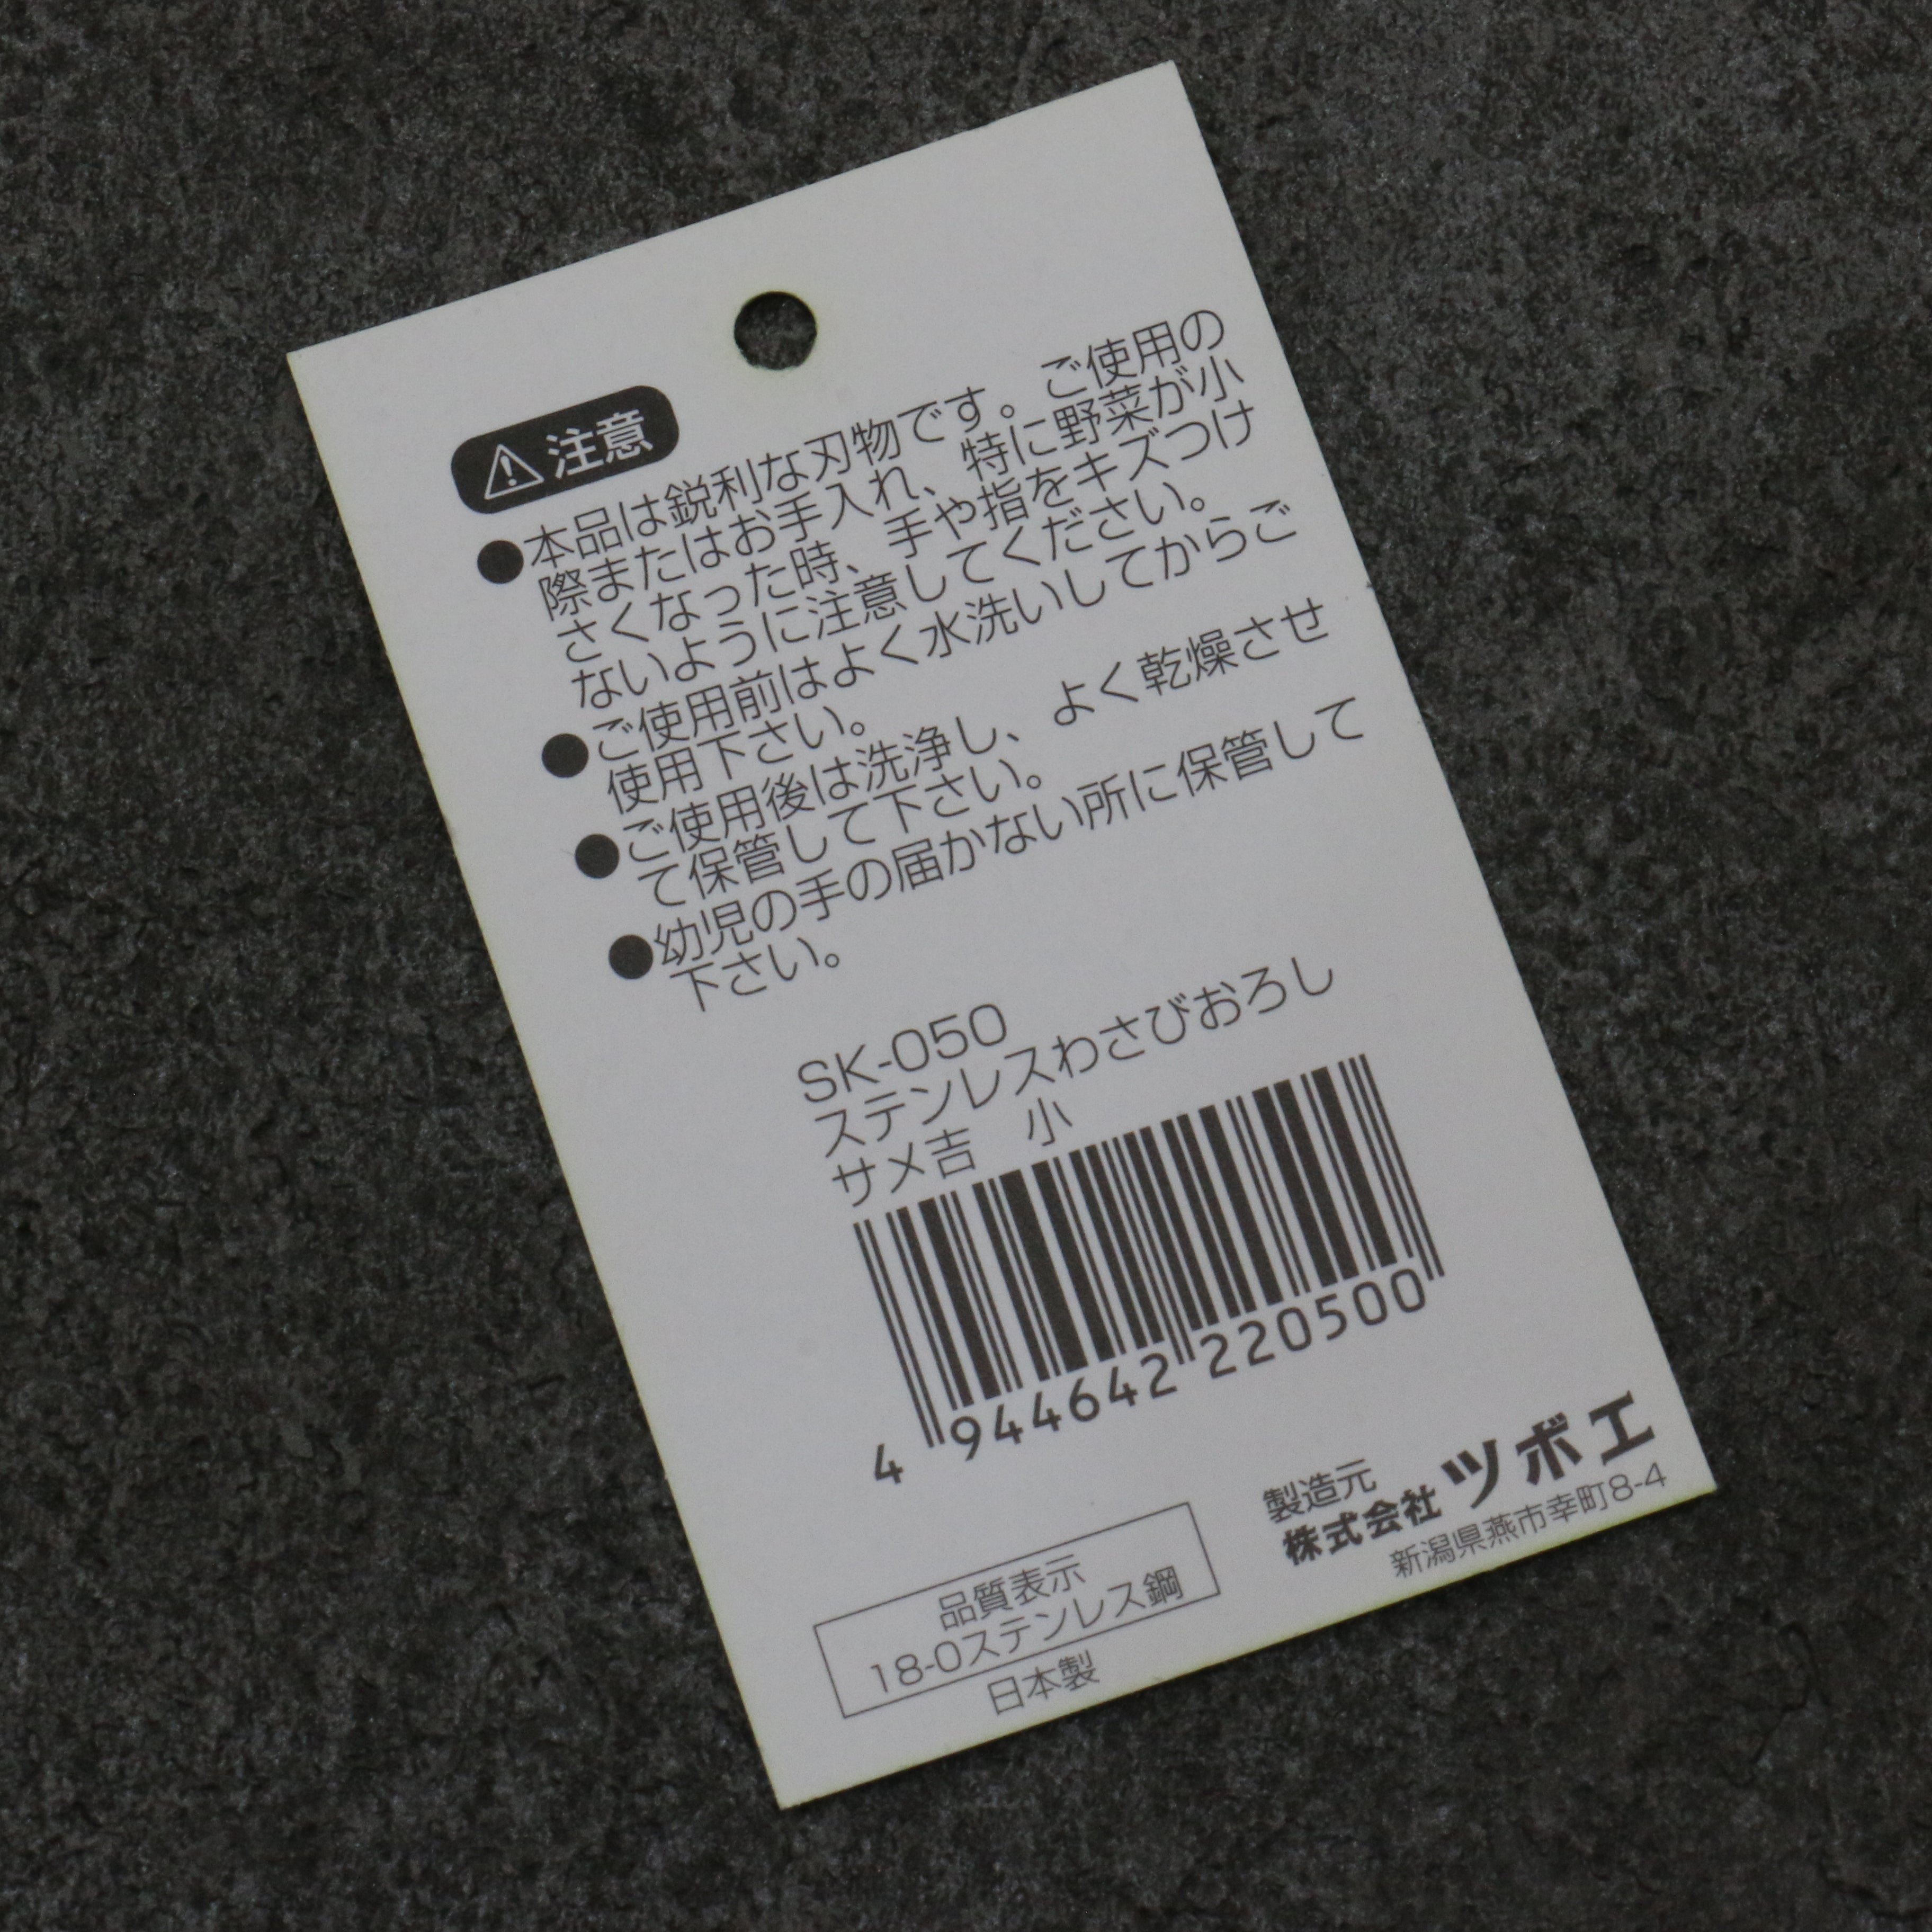 ⚠注意
●本品は鋭利な刃物です。ご使用の
際またはお手入れ、特に野菜が小
さくなった時、手や指をキズつけ
ないように注意してください。
●ご使用前はよく水洗いしてからご
使用下さい。
●ご使用後は洗浄し、よく乾燥させ
て保管して下さい。
●幼児の手の届かない所に保管して
下さい。
SK-050
ステンレスわさびおろし
サメ吉　小
4 944642 220500
製造元
株式会社ツボエ
新潟県燕市幸町8-4
品質表示
18-0ステンレス鋼
日本製